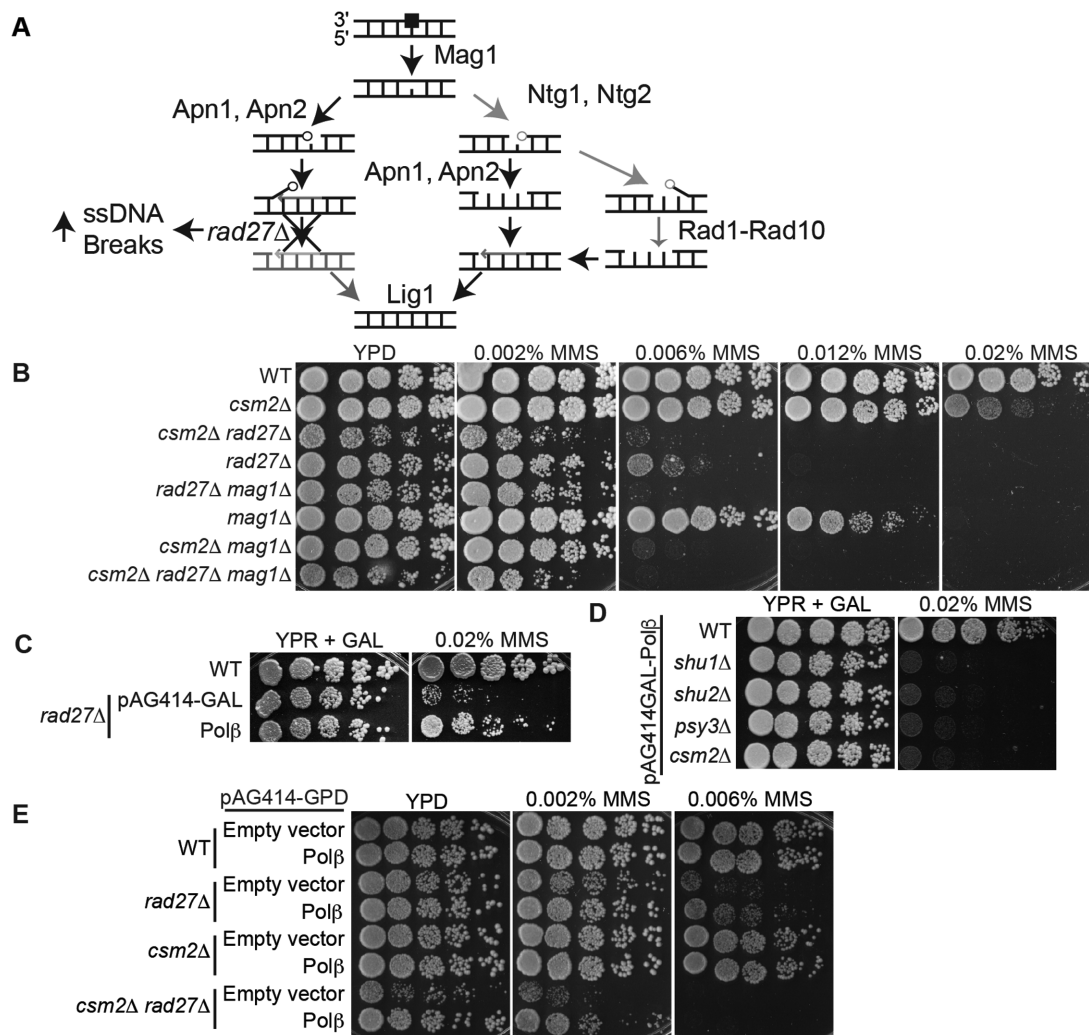 A
3'
5'
Mag1
Apn1, Apn2
Ntg1, Ntg2
Apn1, Apn2
ssDNA
Breaks
rad27Δ
Rad1-Rad10
Lig1
B
YPD 0.002% MMS 0.006% MMS 0.012% MMS 0.02% MMS
WT
csm2Δ
csm2Δ rad27Δ
rad27Δ
rad27Δ mag1Δ
mag1Δ
csm2Δ mag1Δ
csm2Δ rad27Δ mag1Δ
C
YPR + GAL 0.02% MMS
WT
rad27Δ
pAG414-GAL
Polβ
D
YPR + GAL 0.02% MMS
pAG414GAL-Polβ
WT
shu1Δ
shu2Δ
psy3Δ
csm2Δ
E
pAG414-GPD YPD 0.002% MMS 0.006% MMS
WT
Empty vector
Polβ
rad27Δ
Empty vector
Polβ
csm2Δ
Empty vector
Polβ
csm2Δ rad27Δ
Empty vector
Polβ